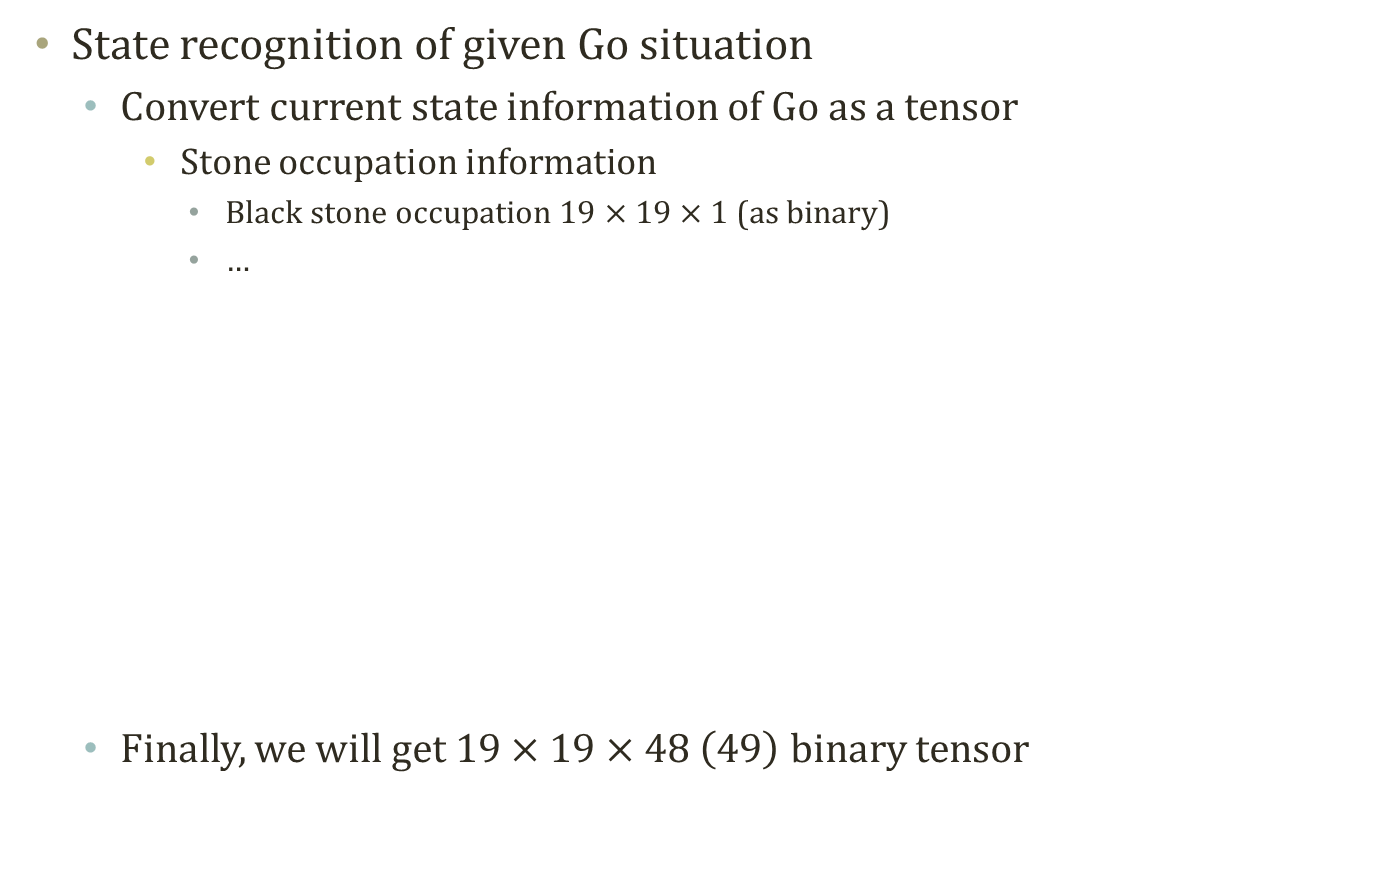 • State recognition of given Go situation
• Convert current state information of Go as a tensor
• Stone occupation information
• Black stone occupation 19 × 19 × 1 (as binary)
• …
• Finally, we will get 19 × 19 × 48 (49) binary tensor